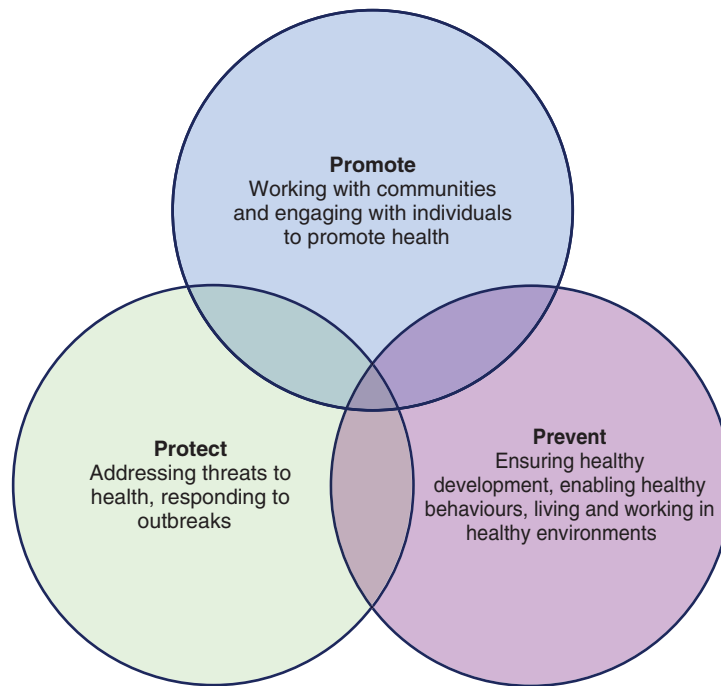 Promote
Working with communities
and engaging with individuals
to promote health
Protect
Addressing threats to
health, responding to
outbreaks
Prevent
Ensuring healthy
development, enabling healthy
behaviours, living and working in
healthy environments